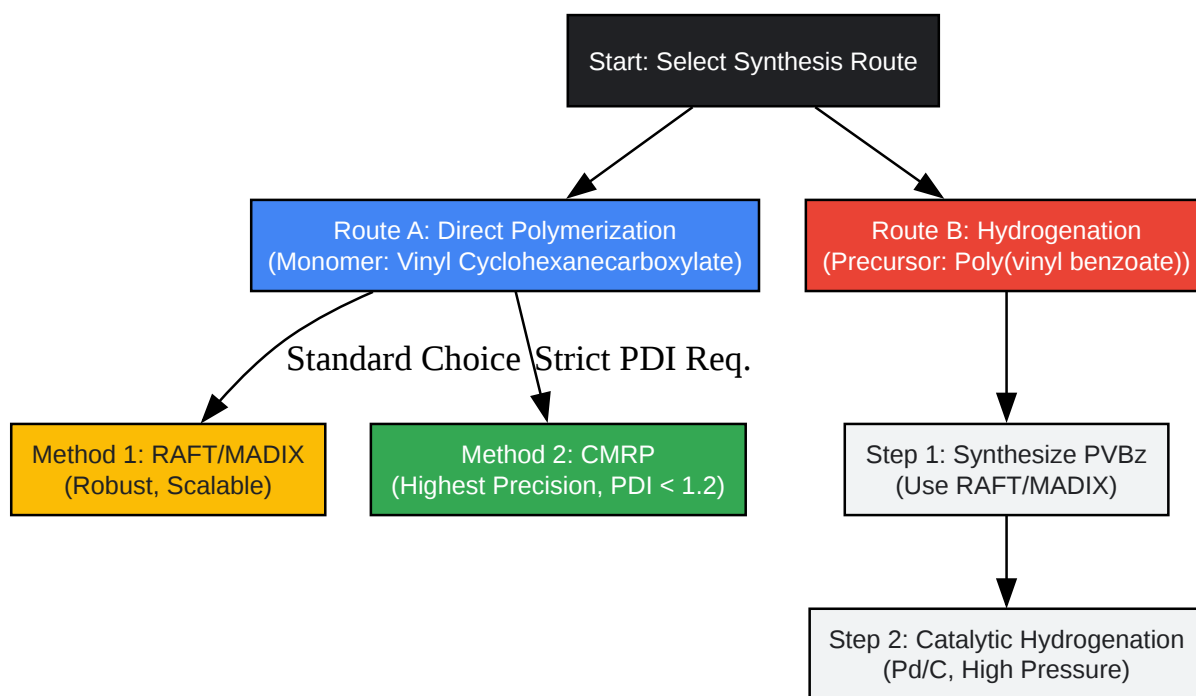 Start: Select Synthesis Route
Route A: Direct Polymerization
(Monomer: Vinyl Cyclohexanecarboxylate)
Route B: Hydrogenation
(Precursor: Poly(vinyl benzoate))
Standard Choice
Strict PDI Req.
Method 1: RAFT/MADIX
(Robust, Scalable)
Method 2: CMRP
(Highest Precision, PDI < 1.2)
Step 1: Synthesize PVBz
(Use RAFT/MADIX)
Step 2: Catalytic Hydrogenation
(Pd/C, High Pressure)